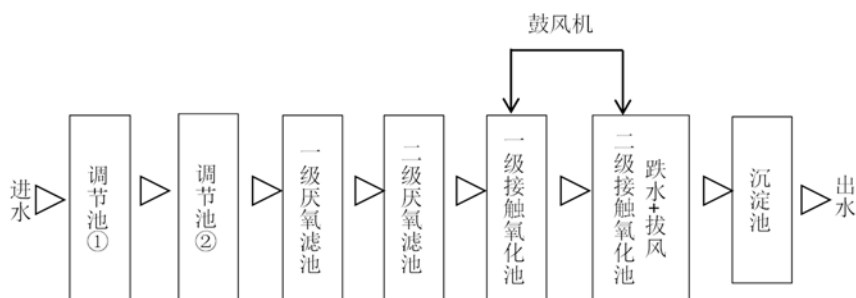 鼓风机
进水
调节池①
调节池②
一级厌氧滤池
二级厌氧滤池
一级接触氧化池
二级接触氧化池
跌水+拔风
沉淀池
出水